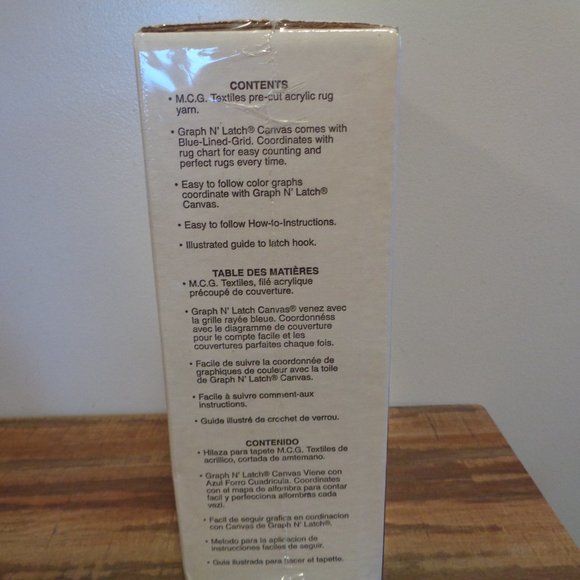 CONTENTS
• M.C.G. Textiles pre-cut acrylic rug
yarn.
• Graph N' Latch® Canvas comes with
Blue-Lined-Grid. Coordinates with
rug chart for easy counting and
perfect rugs every time.
• Easy to follow color graphs
coordinate with Graph N' Latch®
Canvas.
• Easy to follow How-to-Instructions.
• Illustrated guide to latch hook.
TABLE DES MATIÈRES
• M.C.G. Textiles, filé acrylique
précoupé de couverture.
• Graph N' Latch Canvas® venez avec
la grille rayée bleue. Coordonnéss
avec le diagramme de couverture
pour le compte facile et les
couvertures parfaites chaque fois.
• Facile de suivre la coordonnée de
graphiques de couleur avec la toile
de Graph N' Latch® Canvas.
• Facile à suivre comment-aux
instructions.
• Guide illustré de crochet de verrou.
CONTENIDO
• Hilaza para tapete M.C.G. Textiles de
acrillico, cortada de amtemano.
• Graph N' Latch® Canvas Viene con
Azul Forro Cuadricula. Coordinates
con el mapa de alfombra para contar
facil y perfecciona alfombras cada
vezi.
• Facil de seguir grafica en cordinacion
con Canvas de Graph N' Latch®.
• Metodo para la aplicacion de
instrucciones faciles de seguir.
• Guia ilustrada para hacer el tapette.